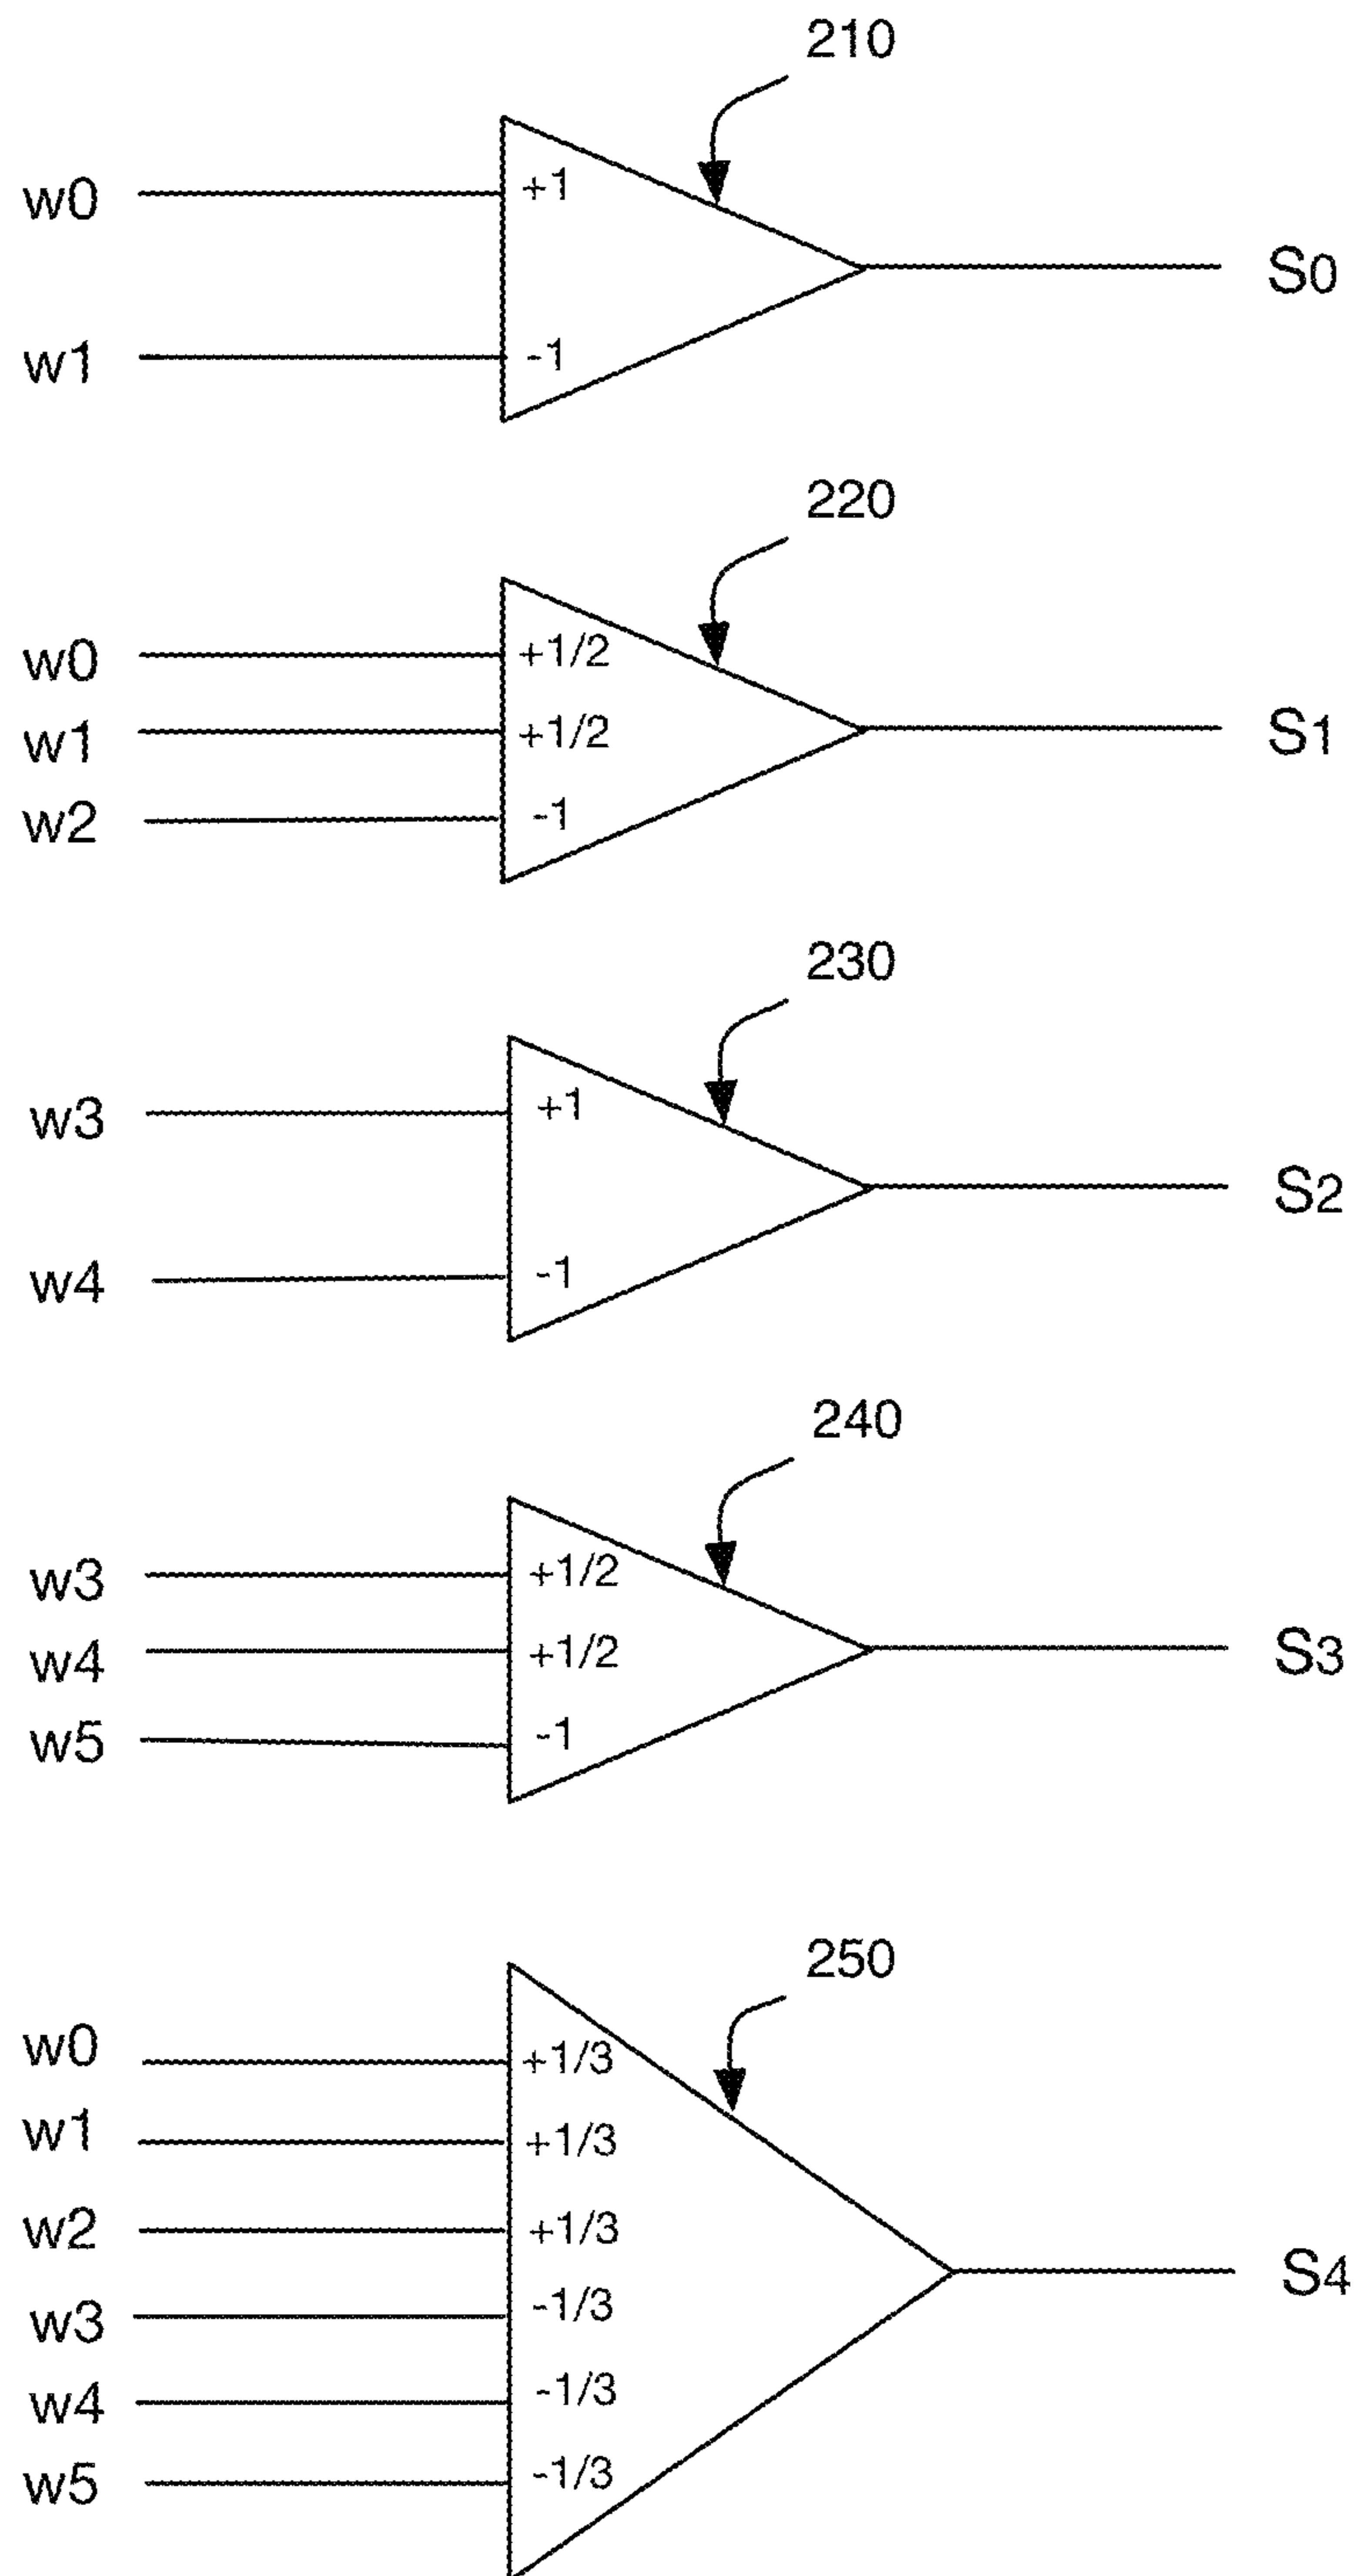 210
w0 +1
S0
w1 -1
220
w0 +1/2
w1 +1/2 S1
w2 -1
230
w3 +1
S2
w4 -1
240
w3 +1/2
w4 +1/2 S3
w5 -1
250
w0 +1/3
w1 +1/3
w2 +1/3
S4
w3 -1/3
w4 -1/3
w5 -1/3